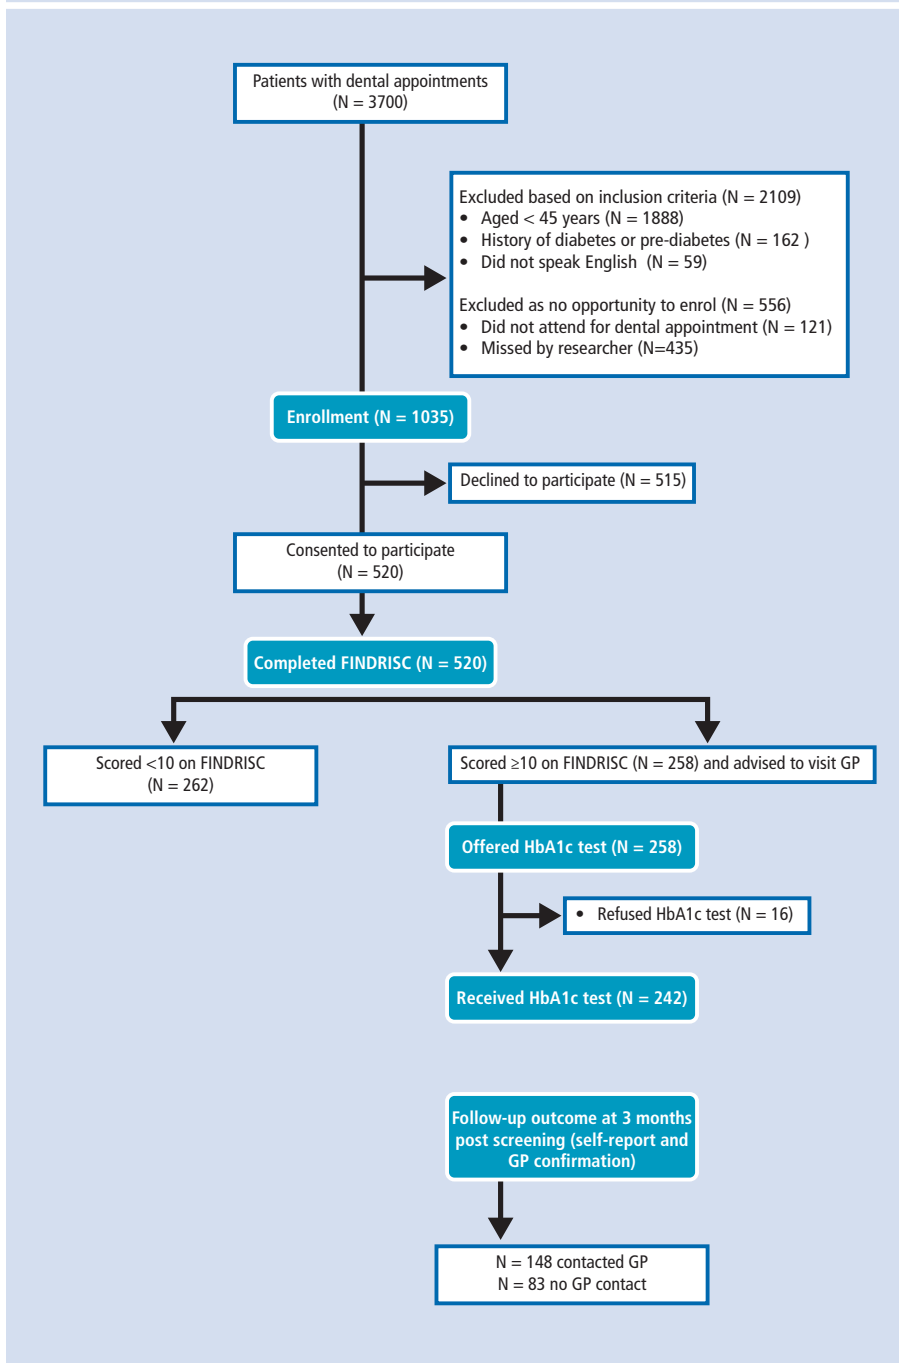 Patients with dental appointments
(N = 3700)
Excluded based on inclusion criteria (N = 2109)
• Aged < 45 years (N = 1888)
• History of diabetes or pre-diabetes (N = 162 )
• Did not speak English (N = 59)
Excluded as no opportunity to enrol (N = 556)
• Did not attend for dental appointment (N = 121)
• Missed by researcher (N=435)
Enrollment (N = 1035)
Declined to participate (N = 515)
Consented to participate
(N = 520)
Completed FINDRISC (N = 520)
Scored <10 on FINDRISC
(N = 262)
Scored ≥10 on FINDRISC (N = 258) and advised to visit GP
Offered HbA1c test (N = 258)
• Refused HbA1c test (N = 16)
Received HbA1c test (N = 242)
Follow-up outcome at 3 months
post screening (self-report and
GP confirmation)
N = 148 contacted GP
N = 83 no GP contact